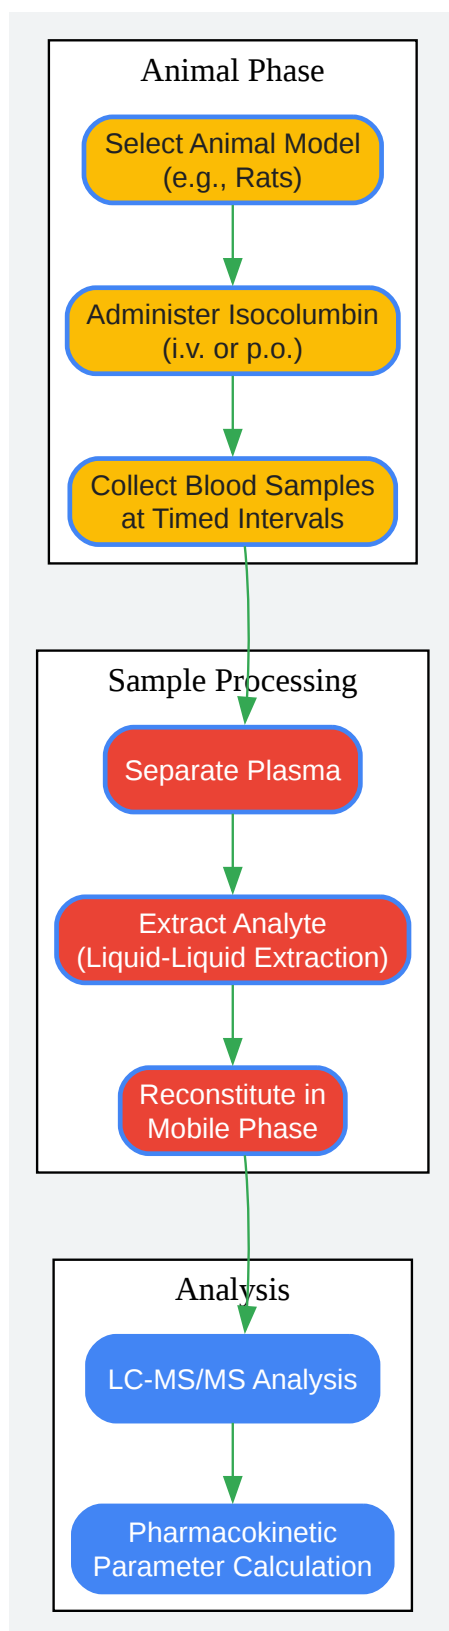 Animal Phase
Select Animal Model
(e.g., Rats)
Administer Isocolumbin
(i.v. or p.o.)
Collect Blood Samples
at Timed Intervals
Sample Processing
Separate Plasma
Extract Analyte
(Liquid-Liquid Extraction)
Reconstitute in
Mobile Phase
Analysis
LC-MS/MS Analysis
Pharmacokinetic
Parameter Calculation